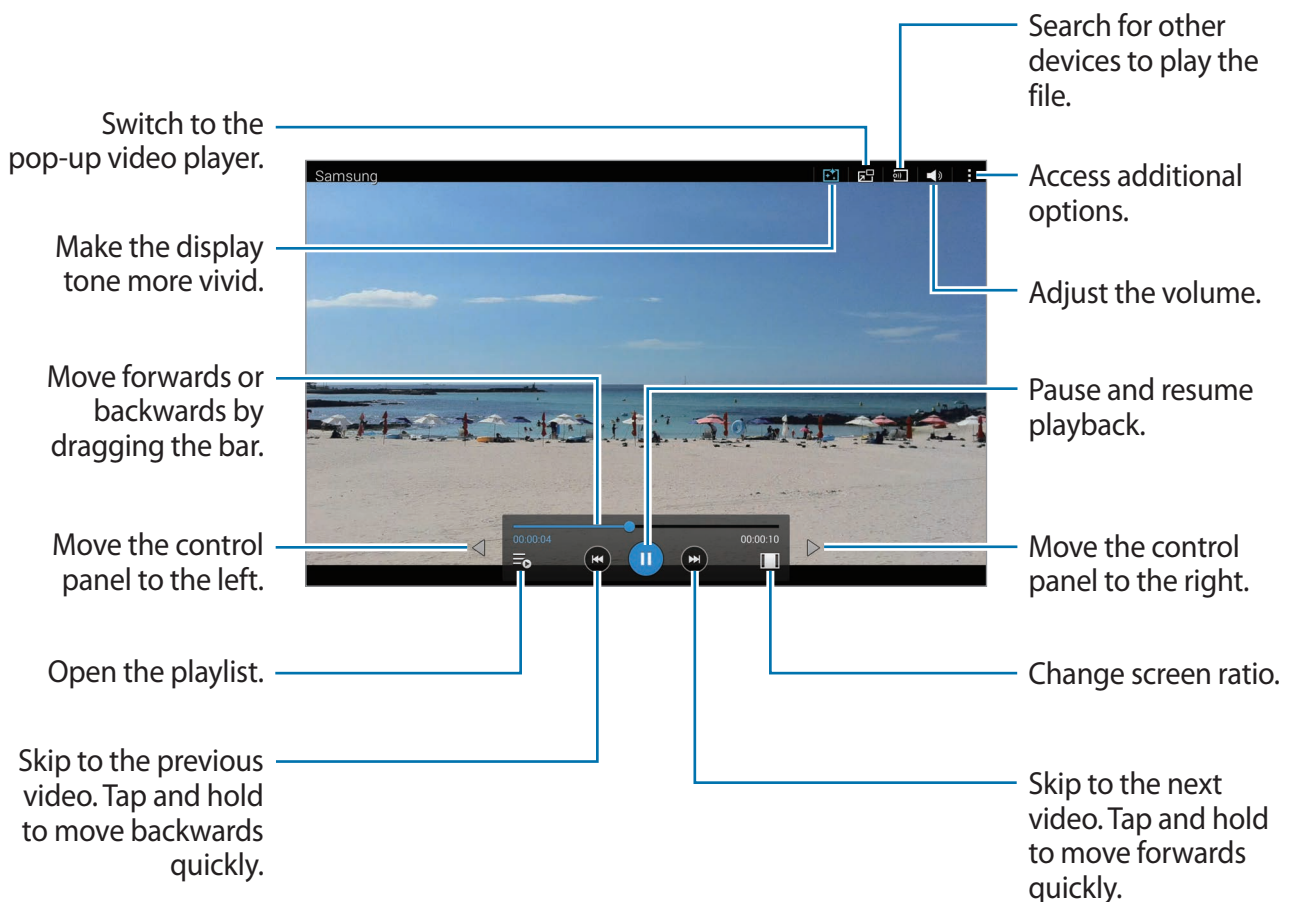 Search for other
devices to play the
file.
Switch to the
pop-up video player.
Samsung
Access additional
options.
Make the display
tone more vivid.
Adjust the volume.
Move forwards or
backwards by
dragging the bar.
Pause and resume
playback.
00:00:04
00:00:10
Move the control
panel to the left.
Move the control
panel to the right.
Open the playlist.
Change screen ratio.
Skip to the previous
video. Tap and hold
to move backwards
quickly.
Skip to the next
video. Tap and hold
to move forwards
quickly.